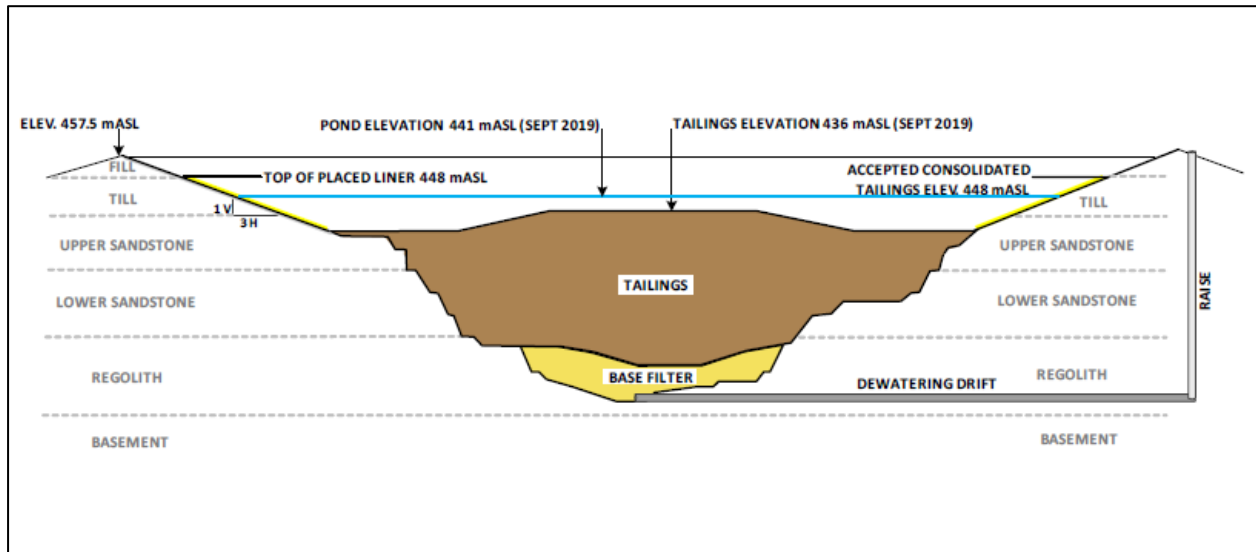 ELEV. 457.5 mASL
POND ELEVATION 441 mASL (SEPT 2019)
TAILINGS ELEVATION 436 mASL (SEPT 2019)
FILL
TOP OF PLACED LINER 448 mASL
ACCEPTED CONSOLIDATED
TAILINGS ELEV. 448 mASL
TILL
TILL
1 V
3 H
UPPER SANDSTONE
UPPER SANDSTONE
TAILINGS
LOWER SANDSTONE
LOWER SANDSTONE
RAISE
REGOLITH
BASE FILTER
DEWATERING DRIFT
REGOLITH
BASEMENT
BASEMENT